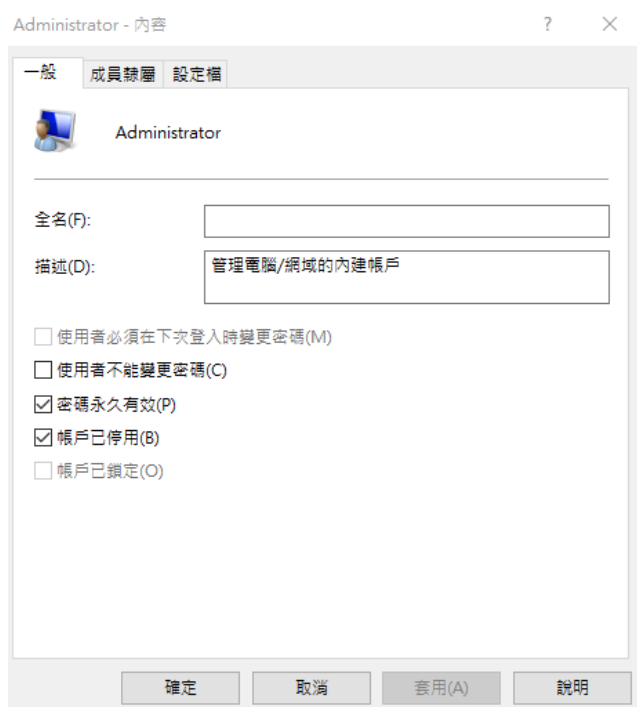 Administrator - 內容
?
一般 成員隸屬 設定檔
Administrator
全名(F):
描述(D): 管理電腦/網域的內建帳戶
使用者必須在下次登入時變更密碼(M)
使用者不能變更密碼(C)
密碼永久有效(P)
帳戶已停用(B)
帳戶已鎖定(O)
確定 取消 套用(A) 說明